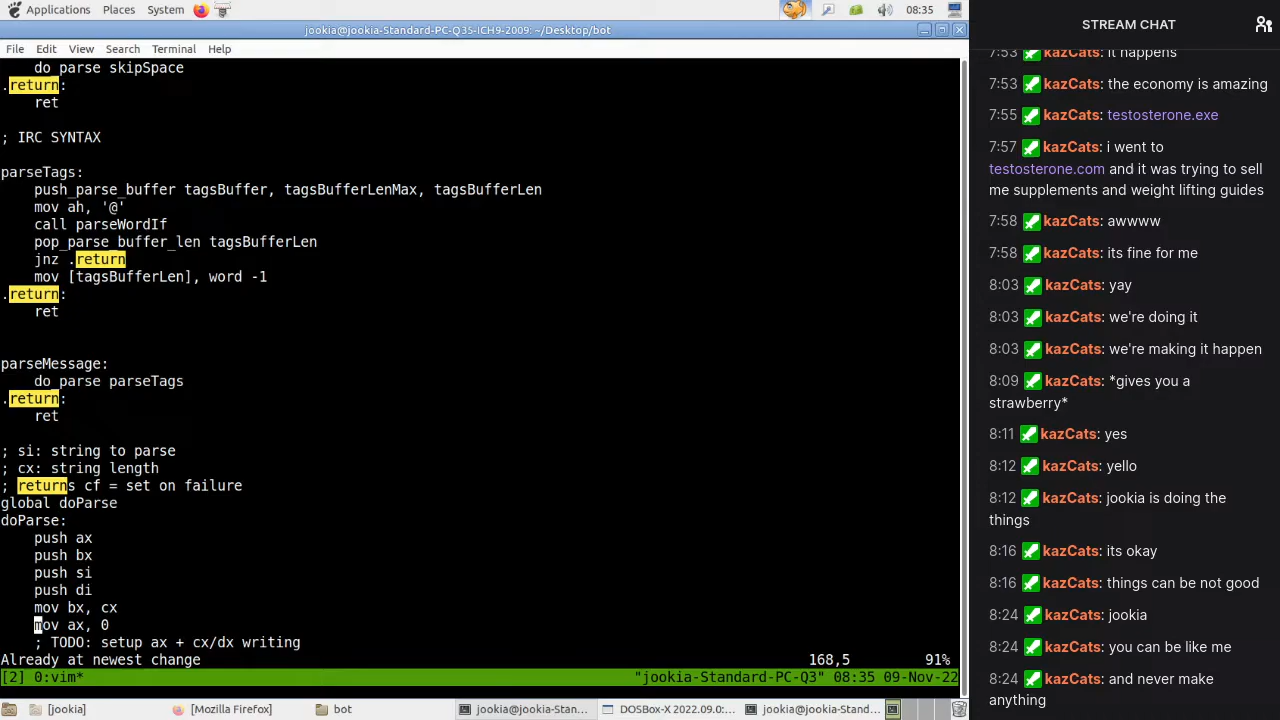 Applications Places System 08:35
jookia@jookia-Standard-PC-Q35-ICH9-2009: ~/Desktop/bot
File Edit View Search Terminal Help
do parse skipSpace
.return:
ret
; IRC SYNTAX
parseTags:
push_parse_buffer tagsBuffer, tagsBufferLenMax, tagsBufferLen
mov ah, '@'
call parseWordIf
pop_parse_buffer_len tagsBufferLen
jnz .return
mov [tagsBufferLen], word -1
.return:
ret
parseMessage:
do_parse parseTags
.return:
ret
; si: string to parse
; cx: string length
; returns cf = set on failure
global doParse
doParse:
push ax
push bx
push si
push di
mov bx, cx
mov ax, 0
; TODO: setup ax + cx/dx writing
Already at newest change 168,5 91%
[2] 0:vim* "jookia-Standard-PC-Q3" 08:35 09-Nov-22
[jookia] [Mozilla Firefox] bot jookia@jookia-Stan... DOSBox-X 2022.09.0:... jookia@jookia-Stand...
STREAM CHAT
7:53 kazCats: it happens
7:53 kazCats: the economy is amazing
7:55 kazCats: testosterone.exe
7:57 kazCats: i went to
testosterone.com and it was trying to sell
me supplements and weight lifting guides
7:58 kazCats: awwww
7:58 kazCats: its fine for me
8:03 kazCats: yay
8:03 kazCats: we're doing it
8:03 kazCats: we're making it happen
8:09 kazCats: *gives you a
strawberry*
8:11 kazCats: yes
8:12 kazCats: yello
8:12 kazCats: jookia is doing the
things
8:16 kazCats: its okay
8:16 kazCats: things can be not good
8:24 kazCats: jookia
8:24 kazCats: you can be like me
8:24 kazCats: and never make
anything